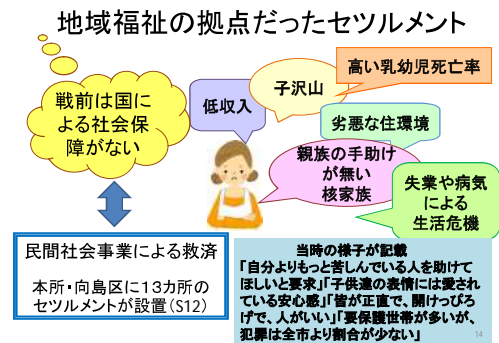 地域福祉の拠点だったセツルメント
戦前は国に
よる社会保
障がない
低収入
子沢山
高い乳幼児死亡率
劣悪な住環境
親族の手助け
が無い
核家族
失業や病気
による
生活危機
民間社会事業による救済
本所・向島区に13カ所の
セツルメントが設置(S12)
当時の様子が記載
「自分よりもっと苦しんでいる人を助けて
ほしいと要求」「子供達の表情には愛され
ている安心感」「皆が正直で、開けっぴろ
げで、人がいい」「要保護世帯が多いが、
犯罪は全市より割合が少ない」
14